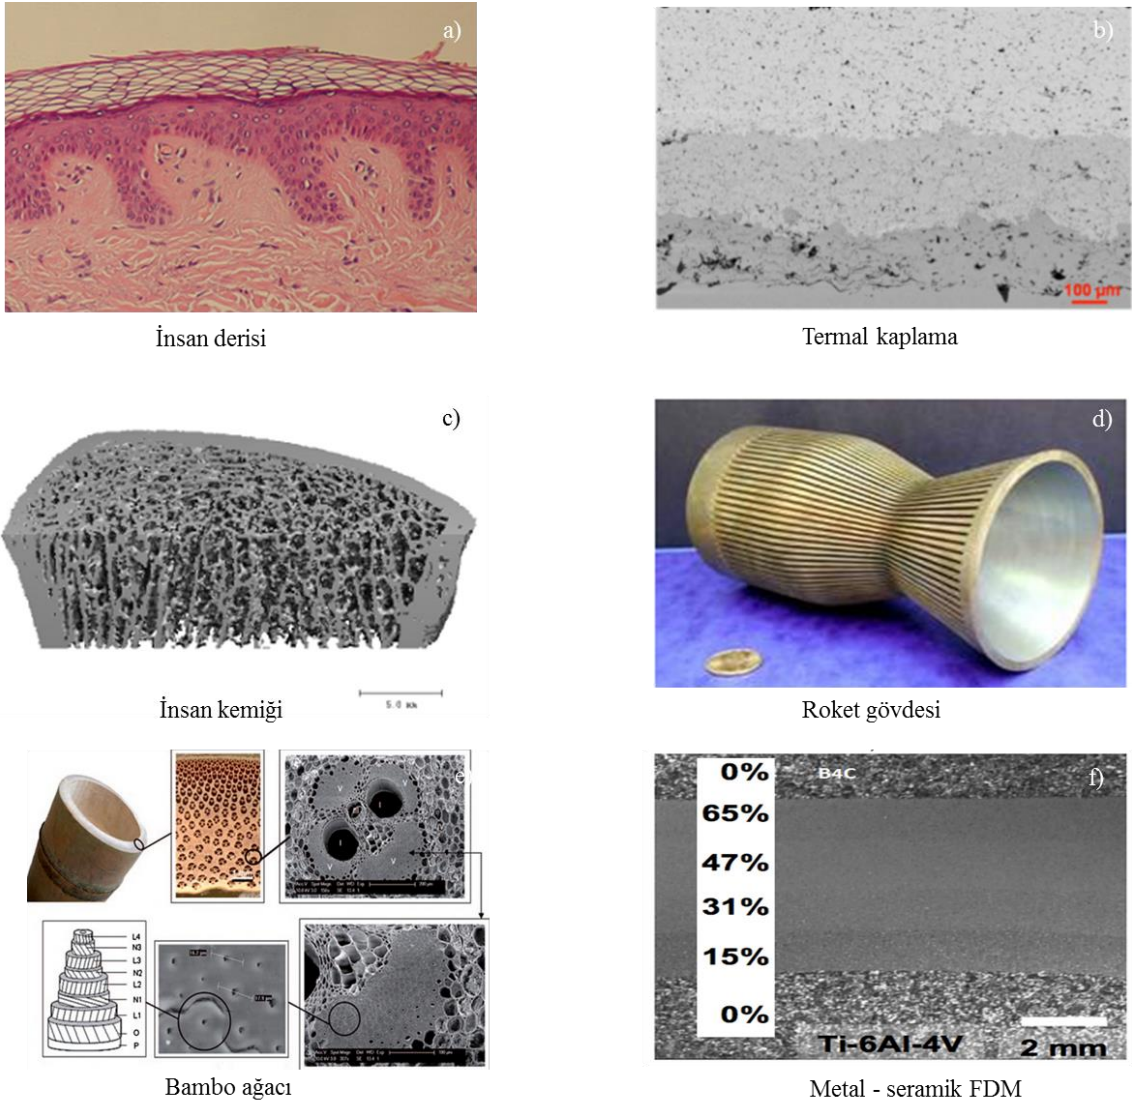 a)
İnsan derisi
b)
100 µm
Termal kaplama
c)
5.0 mm
İnsan kemiği
d)
Roket gövdesi
e)
V
I
I
V
V
L4
N3
L3
N2
L2
N1
L1
O
P
Bambo ağacı
f)
B4C
0%
65%
47%
31%
15%
0%
Ti-6Al-4V
2 mm
Metal - seramik FDM